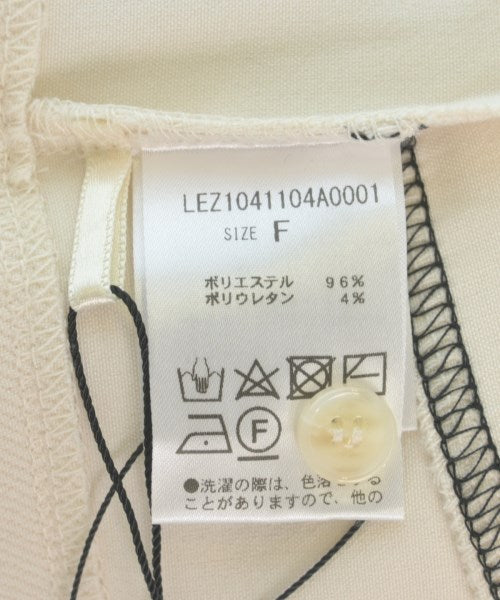 LEZ1041104A0001
SIZE F
ポリエステル 96%
ポリウレタン 4%
F
●洗濯の際は、色落
ことがありますので、他の